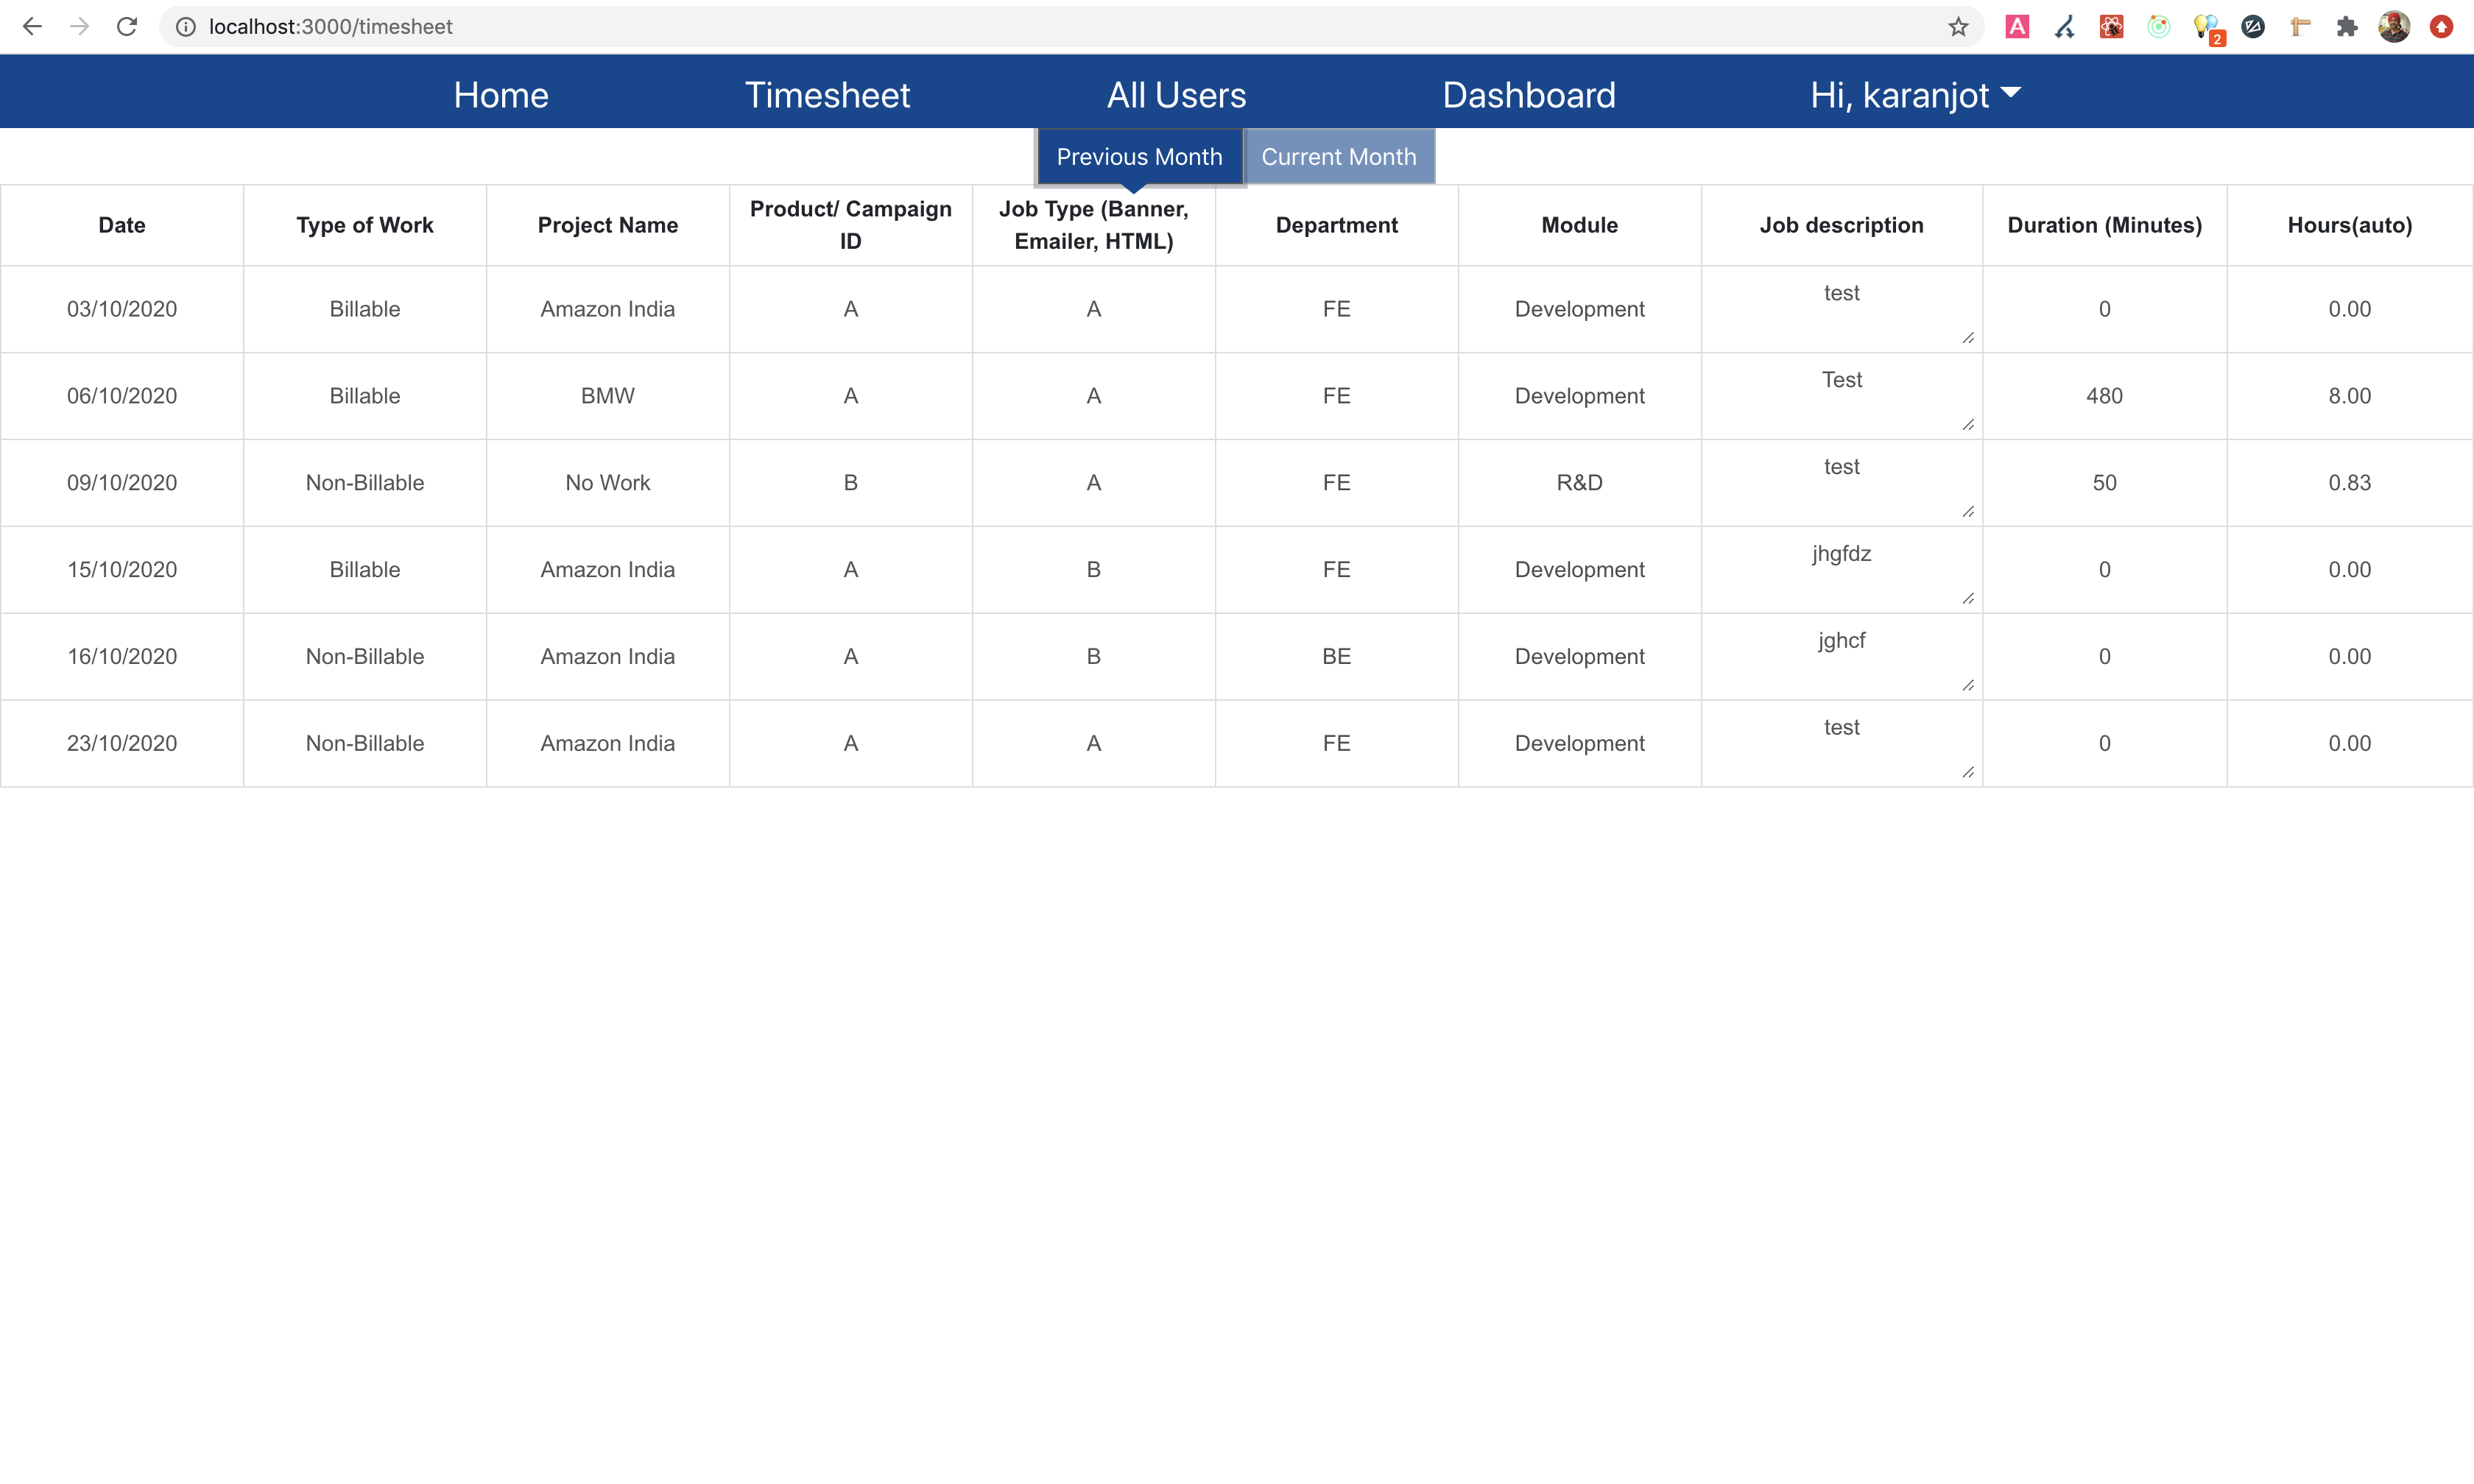 localhost:3000/timesheet
A
2
Home Timesheet All Users Dashboard Hi, karanjot
Previous Month Current Month
Date Type of Work Project Name Product/ Campaign ID Job Type (Banner, Emailer, HTML) Department Module Job description Duration (Minutes) Hours(auto)
03/10/2020 Billable Amazon India A A FE Development test 0 0.00
06/10/2020 Billable BMW A A FE Development Test 480 8.00
09/10/2020 Non-Billable No Work B A FE R&D test 50 0.83
15/10/2020 Billable Amazon India A B FE Development jhgfdz 0 0.00
16/10/2020 Non-Billable Amazon India A B BE Development jghcf 0 0.00
23/10/2020 Non-Billable Amazon India A A FE Development test 0 0.00